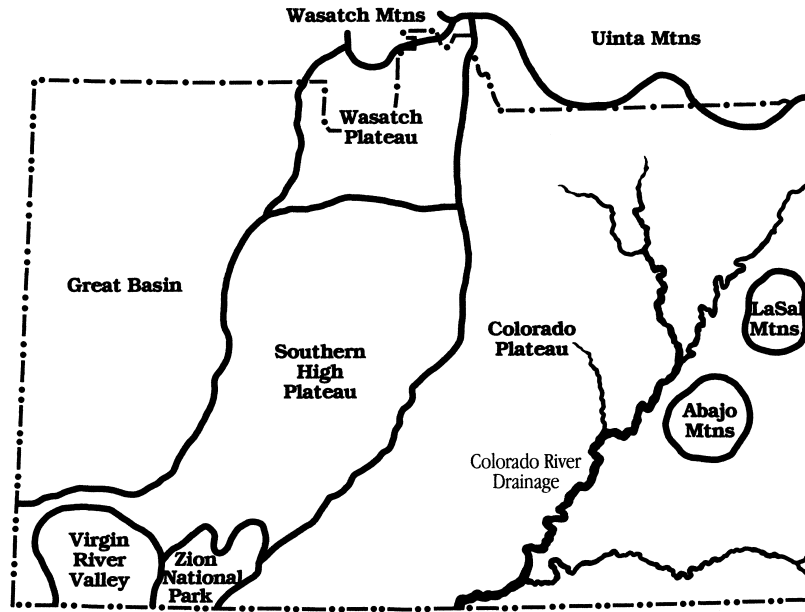 Wasatch Mtns
Uinta Mtns
Wasatch
Plateau
Great Basin
LaSal
Mtns
Colorado
Plateau
Southern
High
Plateau
Abajo
Mtns
Colorado River
Drainage
Virgin
River
Valley
Zion
National
Park